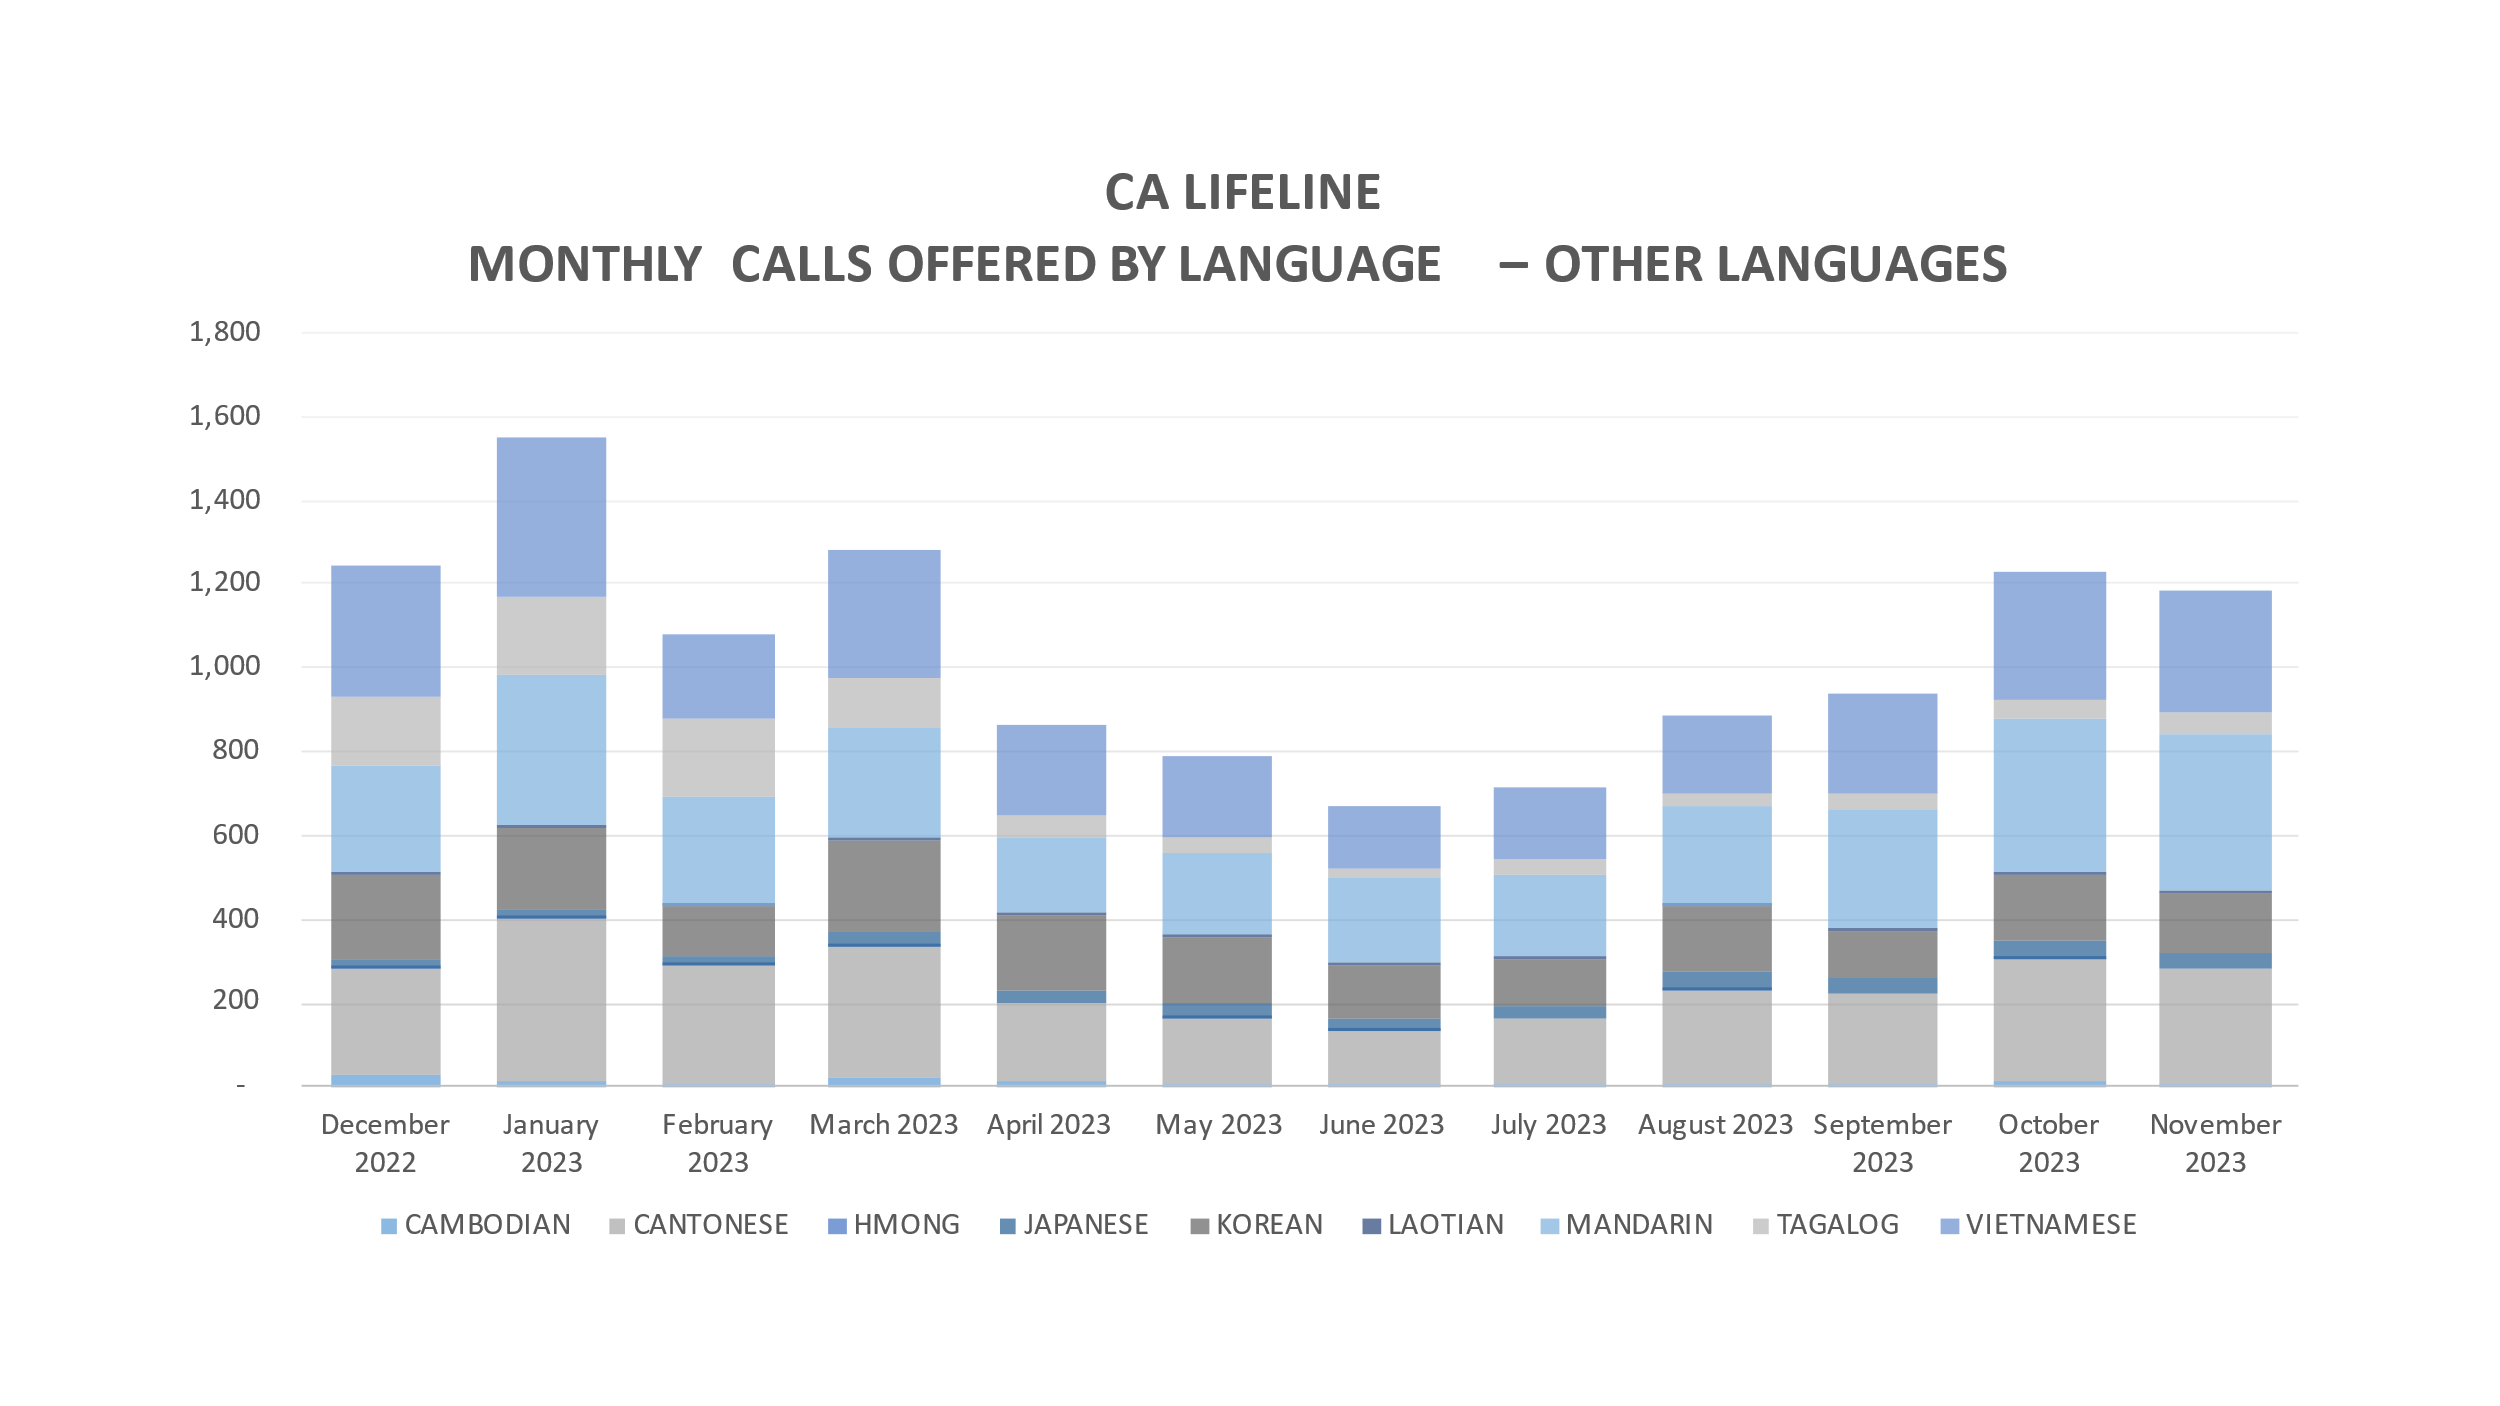 CA LIFELINE
MONTHLY CALLS OFFERED BY LANGUAGE – OTHER LANGUAGES
1,800
1,600
1,400
1,200
1,000
800
600
400
200
-
December 2022
January 2023
February 2023
March 2023
April 2023
May 2023
June 2023
July 2023
August 2023
September 2023
October 2023
November 2023
CAMBODIAN CANTONESE HMONG JAPANESE KOREAN LAOTIAN MANDARIN TAGALOG VIETNAMESE